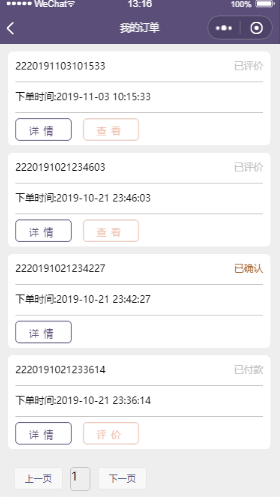 WeChat 13:16 100%
我的订单
2220191103101533 已评价
下单时间:2019-11-03 10:15:33
详 情 查 看
2220191021234603 已评价
下单时间:2019-10-21 23:46:03
详 情 查 看
2220191021234227 已确认
下单时间:2019-10-21 23:42:27
详 情
2220191021233614 已付款
下单时间:2019-10-21 23:36:14
详 情 评 价
上一页 1 下一页